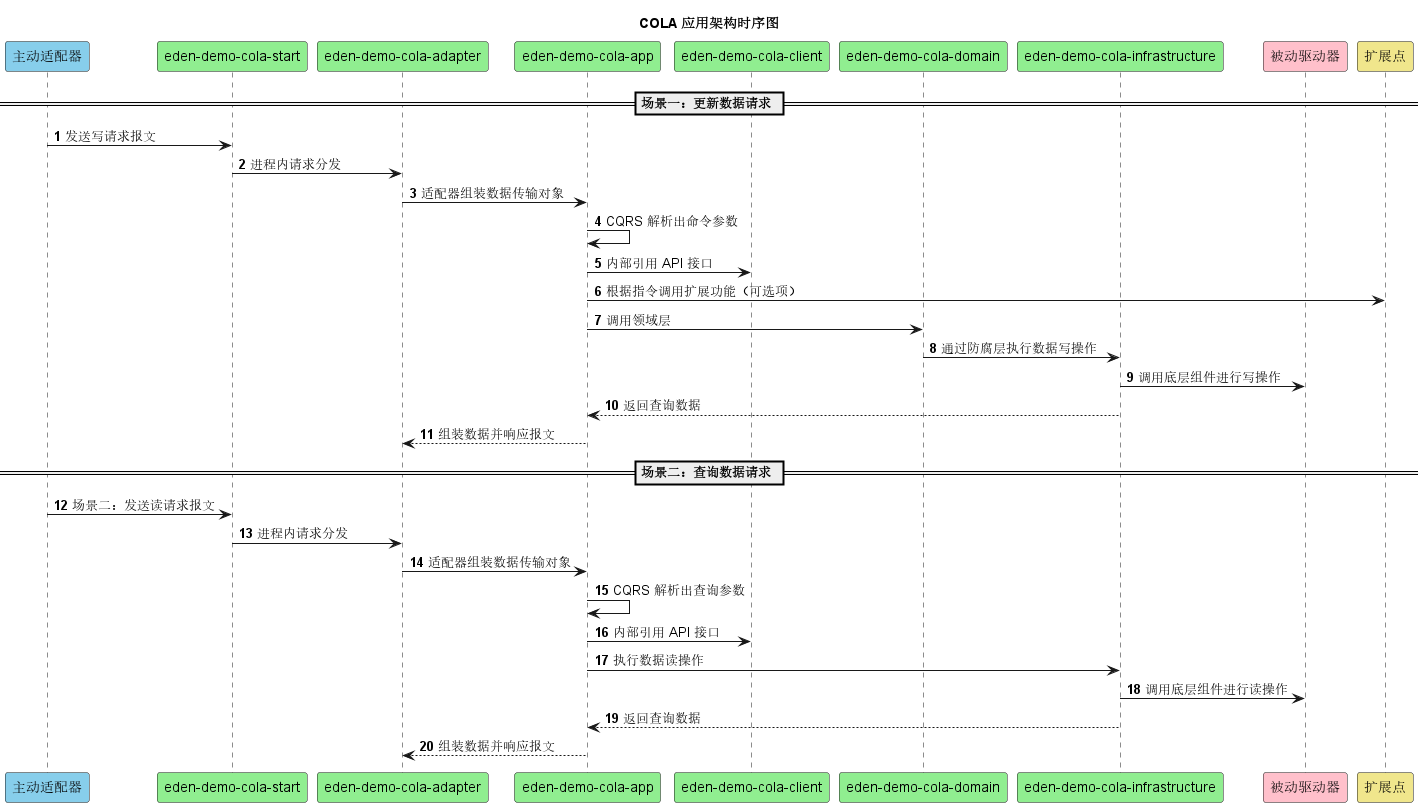 COLA 应用架构时序图
主动适配器 eden-demo-cola-start eden-demo-cola-adapter eden-demo-cola-app eden-demo-cola-client eden-demo-cola-domain eden-demo-cola-infrastructure 被动驱动器 扩展点
场景一：更新数据请求
1 发送写请求报文
2 进程内请求分发
3 适配器组装数据传输对象
4 CQRS 解析出命令参数
5 内部引用 API 接口
6 根据指令调用扩展功能（可选项）
7 调用领域层
8 通过防腐层执行数据写操作
9 调用底层组件进行写操作
10 返回查询数据
11 组装数据并响应报文
场景二：查询数据请求
12 场景二：发送读请求报文
13 进程内请求分发
14 适配器组装数据传输对象
15 CQRS 解析出查询参数
16 内部引用 API 接口
17 执行数据读操作
18 调用底层组件进行读操作
19 返回查询数据
20 组装数据并响应报文
主动适配器 eden-demo-cola-start eden-demo-cola-adapter eden-demo-cola-app eden-demo-cola-client eden-demo-cola-domain eden-demo-cola-infrastructure 被动驱动器 扩展点